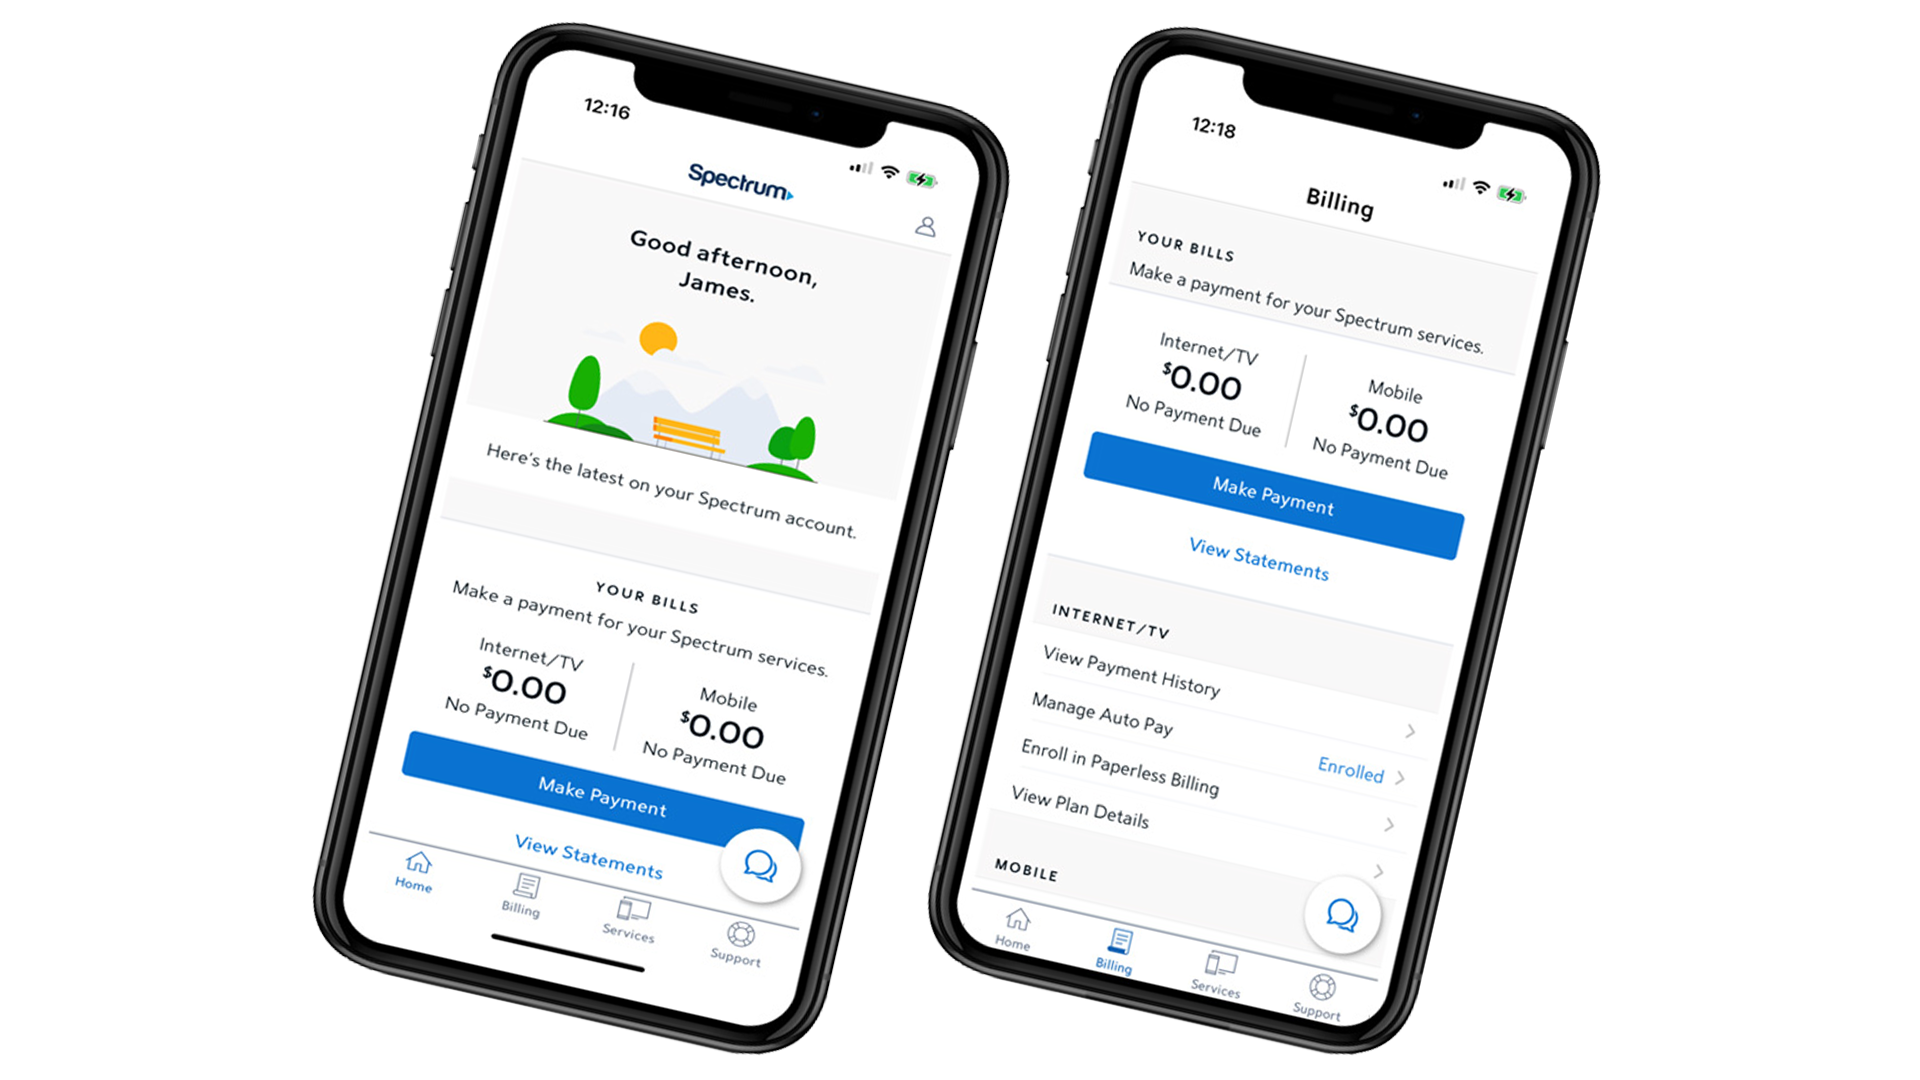 12:16
Spectrum
Good afternoon,
James.
Here's the latest on your Spectrum account.
YOUR BILLS
Make a payment for your Spectrum services.
Internet/TV
$0.00
No Payment Due
Mobile
$0.00
No Payment Due
Make Payment
View Statements
Home
Billing
Services
Support
12:18
Billing
YOUR BILLS
Make a payment for your Spectrum services.
Internet/TV
$0.00
No Payment Due
Mobile
$0.00
No Payment Due
Make Payment
View Statements
INTERNET/TV
View Payment History
Manage Auto Pay
Enrolled
Enroll in Paperless Billing
View Plan Details
MOBILE
Home
Billing
Services
Support